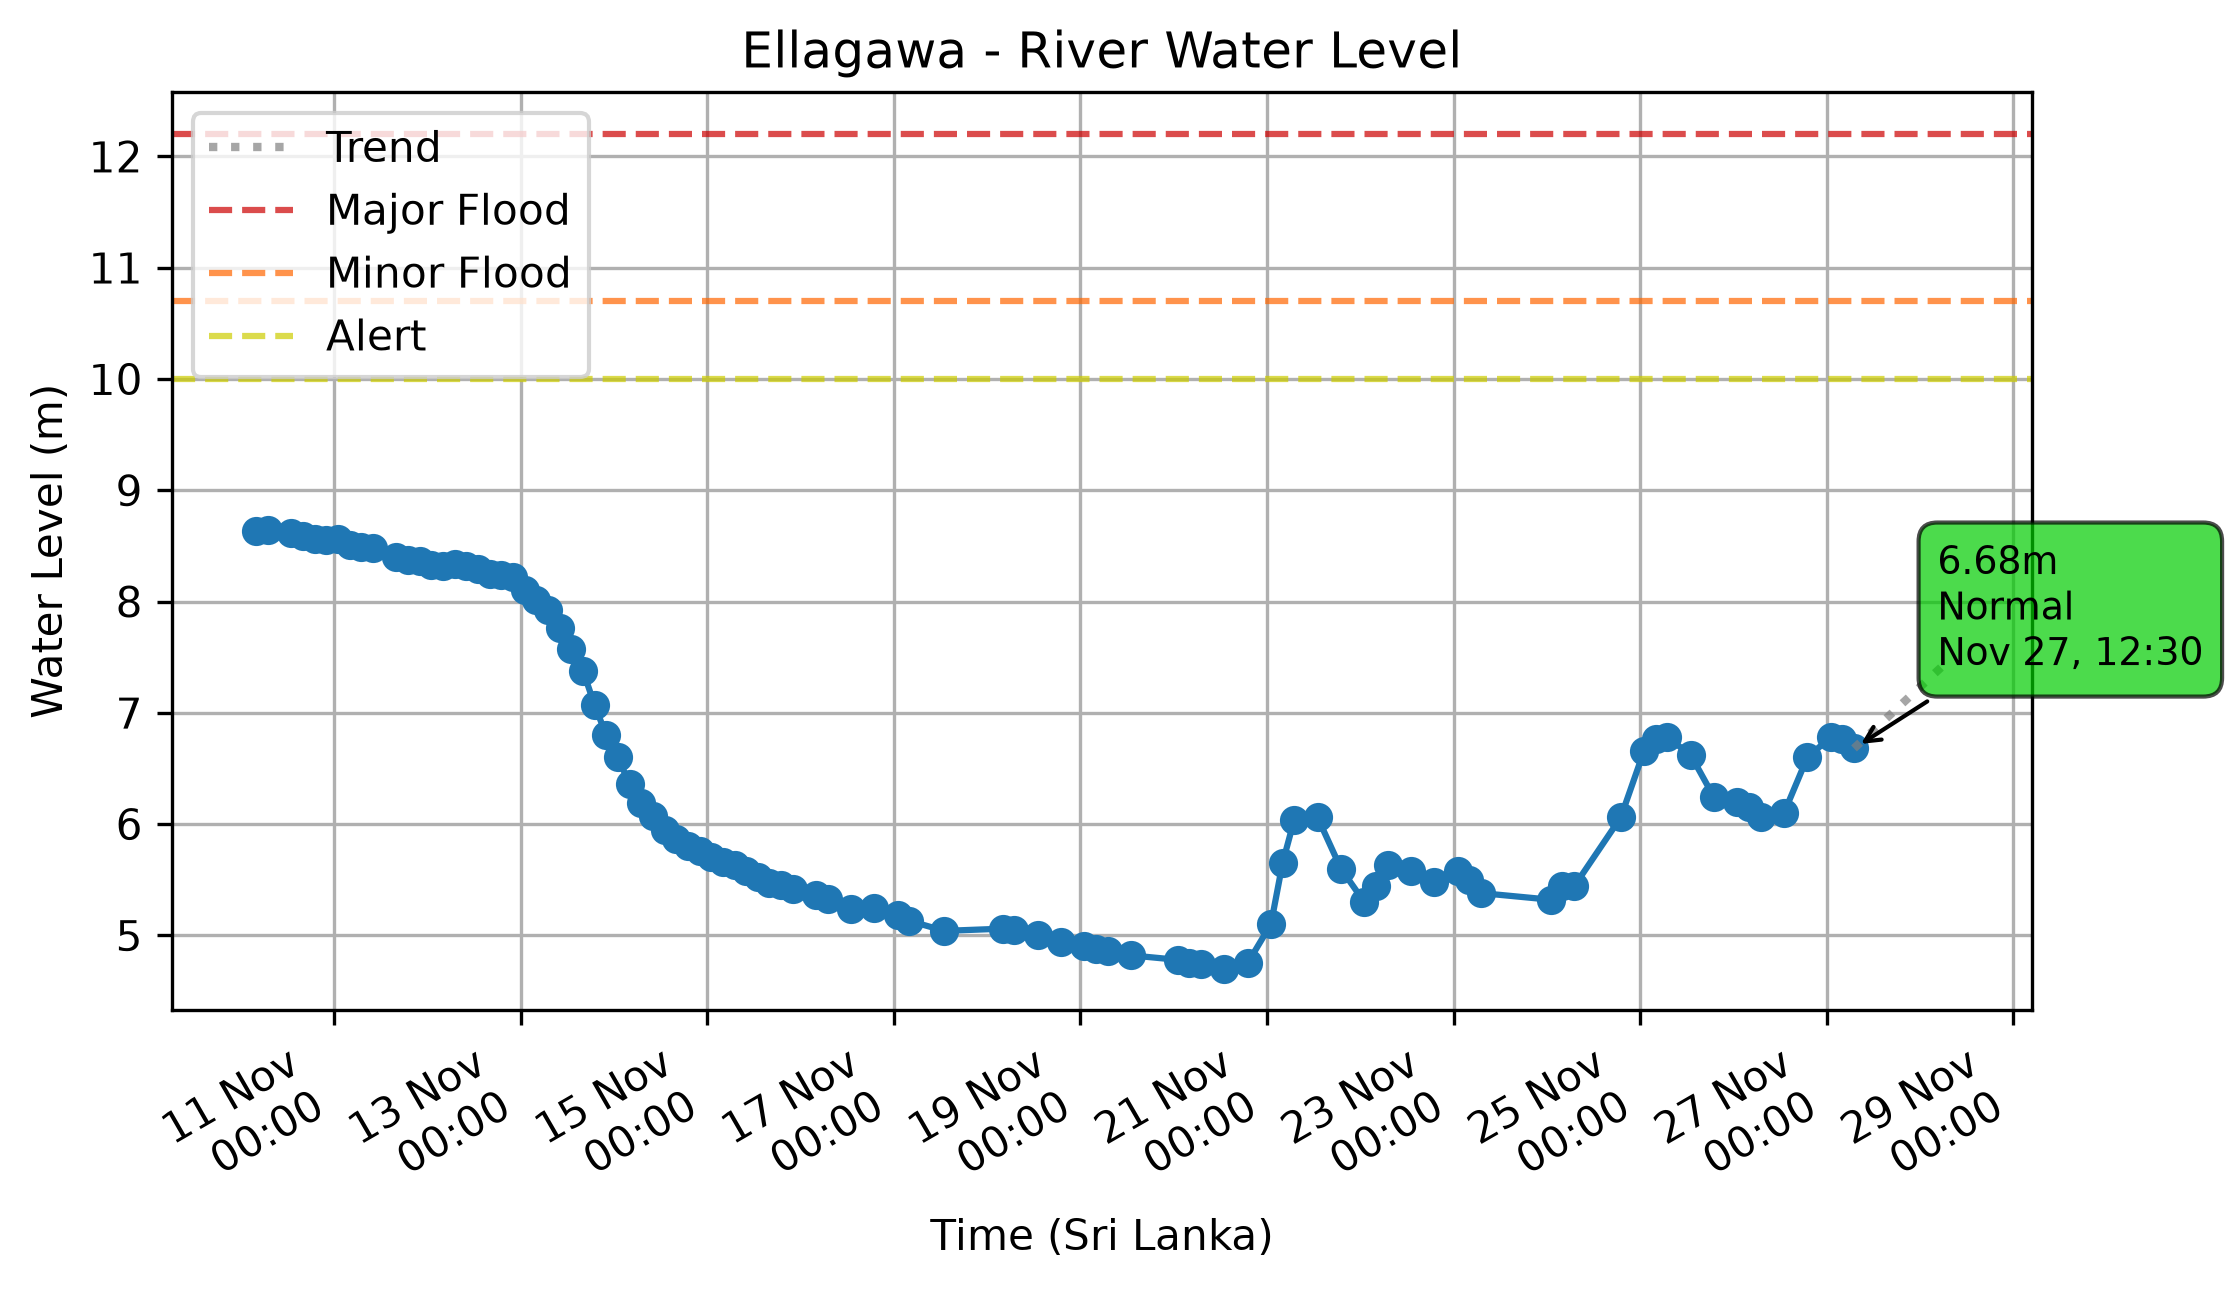 Ellagawa - River Water Level
Trend
Major Flood
Minor Flood
Alert
Water Level (m)
12
11
10
9
8
7
6
5
6.68m
Normal
Nov 27, 12:30
11 Nov
00:00
13 Nov
00:00
15 Nov
00:00
17 Nov
00:00
19 Nov
00:00
21 Nov
00:00
23 Nov
00:00
25 Nov
00:00
27 Nov
00:00
29 Nov
00:00
Time (Sri Lanka)